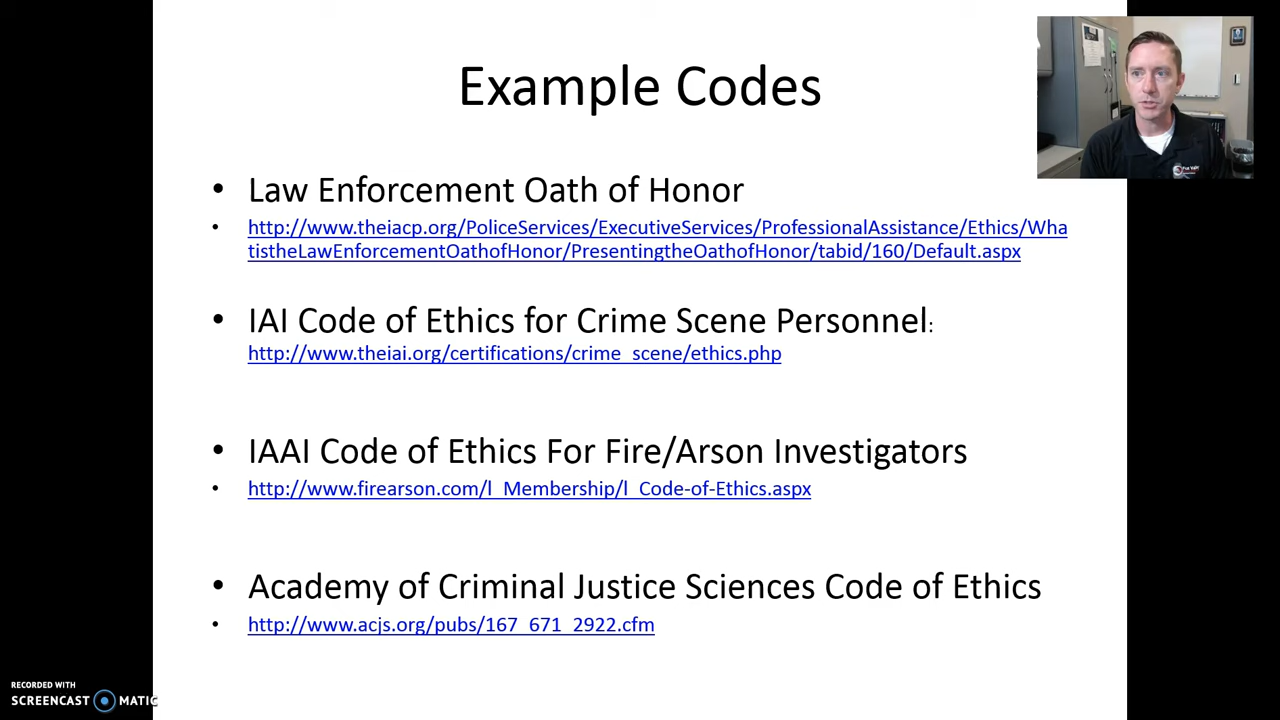 Example Codes
• Law Enforcement Oath of Honor
• http://www.theiacp.org/PoliceServices/ExecutiveServices/ProfessionalAssistance/Ethics/Wha
tistheLawEnforcementOathofHonor/PresentingtheOathofHonor/tabid/160/Default.aspx
• IAI Code of Ethics for Crime Scene Personnel:
http://www.theiai.org/certifications/crime_scene/ethics.php
• IAAI Code of Ethics For Fire/Arson Investigators
• http://www.firearson.com/l_Membership/l_Code-of-Ethics.aspx
• Academy of Criminal Justice Sciences Code of Ethics
• http://www.acjs.org/pubs/167_671_2922.cfm
RECORDED WITH
SCREENCAST MATIC